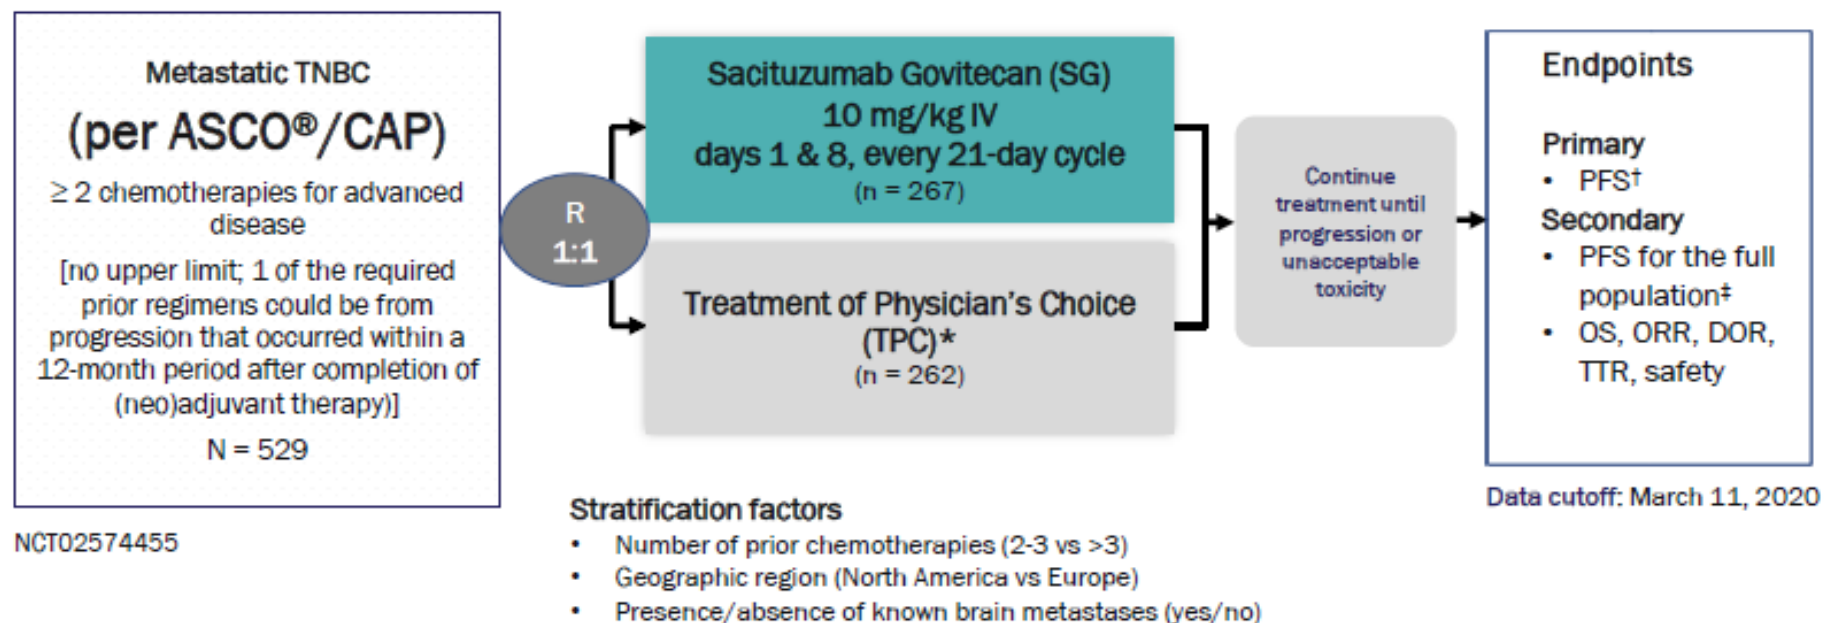 Metastatic TNBC
(per ASCO®/CAP)
≥ 2 chemotherapies for advanced
disease
[no upper limit; 1 of the required
prior regimens could be from
progression that occurred within a
12-month period after completion of
(neo)adjuvant therapy)]
N = 529
NCT02574455
R
1:1
Sacituzumab Govitecan (SG)
10 mg/kg IV
days 1 & 8, every 21-day cycle
(n = 267)
Treatment of Physician's Choice
(TPC)*
(n = 262)
Continue
treatment until
progression or
unacceptable
toxicity
Endpoints
Primary
• PFS†
Secondary
• PFS for the full
population‡
• OS, ORR, DOR,
TTR, safety
Data cutoff: March 11, 2020
Stratification factors
• Number of prior chemotherapies (2-3 vs >3)
• Geographic region (North America vs Europe)
• Presence/absence of known brain metastases (yes/no)